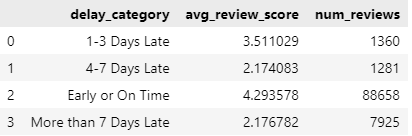 delay_category avg_review_score num_reviews
0 1-3 Days Late 3.511029 1360
1 4-7 Days Late 2.174083 1281
2 Early or On Time 4.293578 88658
3 More than 7 Days Late 2.176782 7925